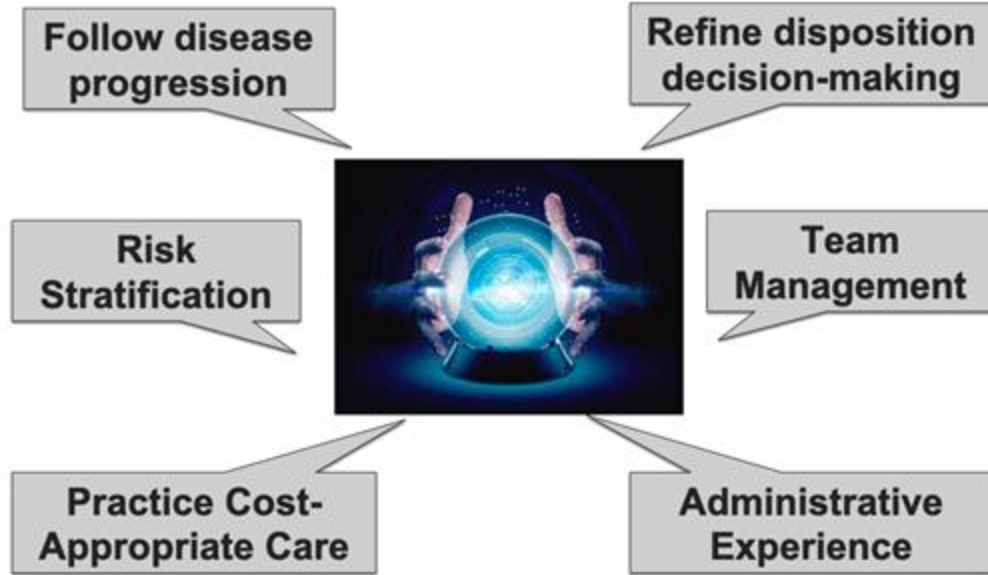 Follow disease
progression
Refine disposition
decision-making
Risk
Stratification
Team
Management
Practice Cost-
Appropriate Care
Administrative
Experience